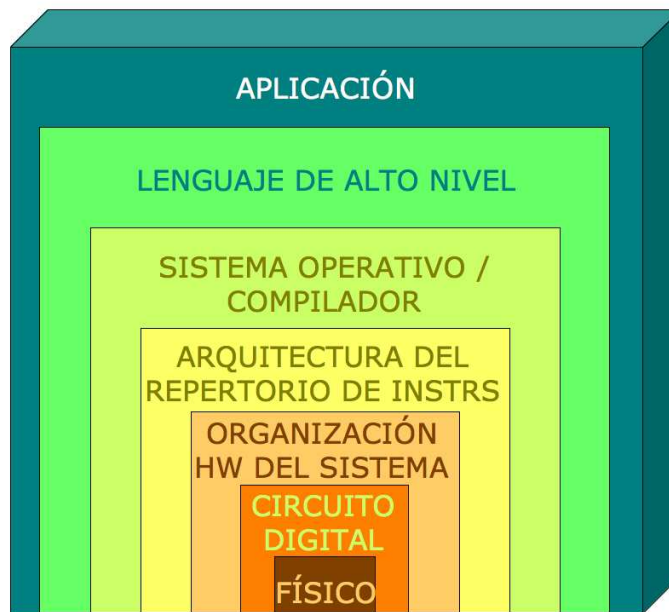 APLICACIÓN
LENGUAJE DE ALTO NIVEL
SISTEMA OPERATIVO /
COMPILADOR
ARQUITECTURA DEL
REPERTORIO DE INSTRS
ORGANIZACIÓN
HW DEL SISTEMA
CIRCUITO
DIGITAL
FÍSICO